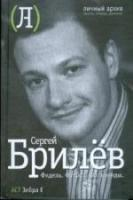 (Л)
личный архив
Сергей
Брилёв
Фидель. Футбол. Фолкленды.
АСТ Зебра Е